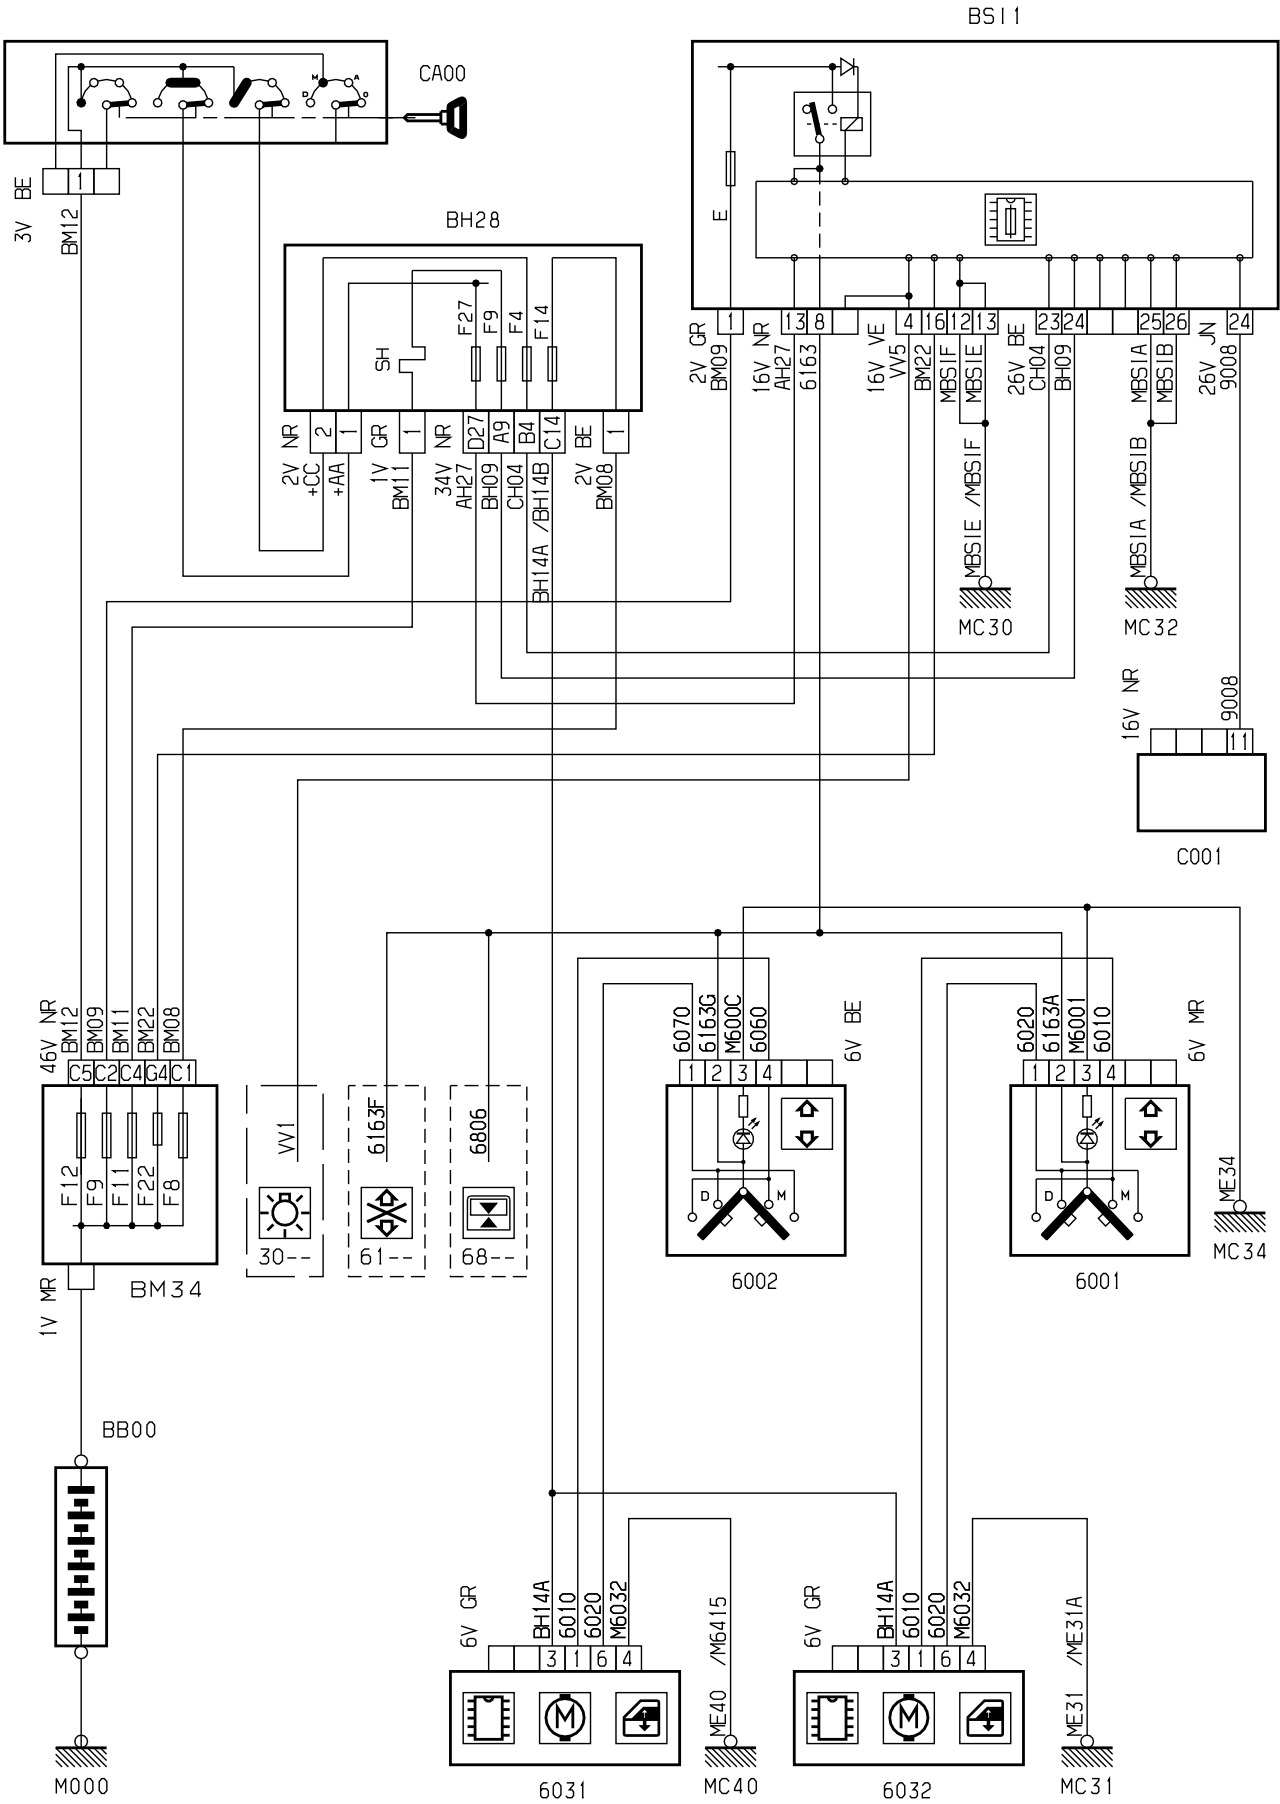 BSI1
CA00
M A
D O
1
3V BE
BM12
BH28
E
SH
F27
F9
F4
F14
2 1 1 D27 A9 B4 C14 1
2V NR
+CC
+AA
1V GR
BM11
34V NR
AH27
BH09
CH04
BH14A /BH14B
2V BE
BM08
1 13 8 4 16 12 13 23 24 25 26 24
2V GR
BM09
16V NR
AH27
6163
16V VE
VV5
BM22
MBS1F
MBS1E
26V BE
CH04
BH09
MBS1A
MBS1B
26V JN
9008
MBS1E /MBS1F
MBS1A /MBS1B
MC30
MC32
16V NR
9008
11
C001
46V NR
BM12
BM09
BM11
BM22
BM08
C5 C2 C4 G4 C1
F12
F9
F11
F22
F8
1V MR
BM34
VV1
30--
6163F
61--
6806
68--
6070
6163G
M600C
6060
6V BE
1 2 3 4
D M
6002
6020
6163A
M6001
6010
6V MR
1 2 3 4
D M
6001
ME34
MC34
BB00
M000
6V GR
BH14A
6010
6020
M6032
3 1 6 4
M
6031
ME40 /M6415
MC40
6V GR
BH14A
6010
6020
M6032
3 1 6 4
M
6032
ME31 /ME31A
MC31